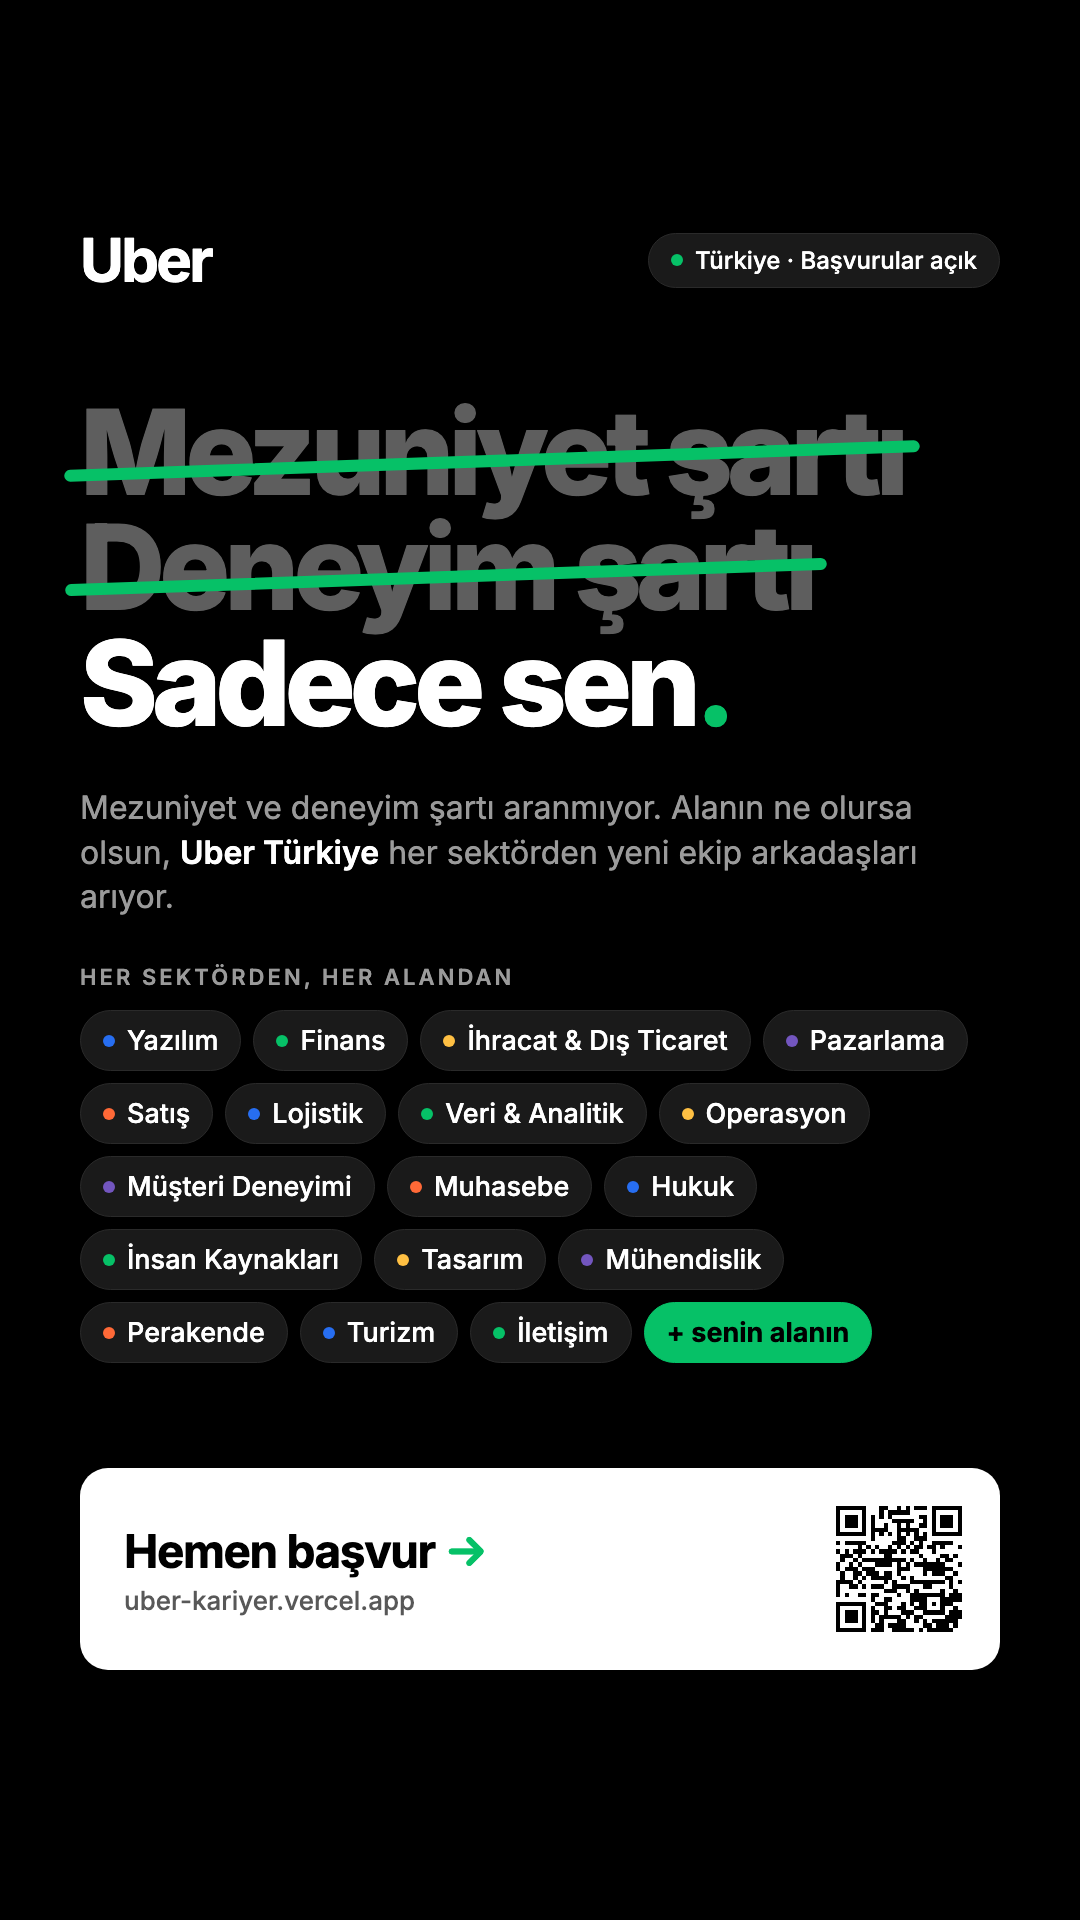 Uber
Türkiye · Başvurular açık
Mezuniyet şartı
Deneyim şartı
Sadece sen.
Mezuniyet ve deneyim şartı aranmıyor. Alanın ne olursa
olsun, Uber Türkiye her sektörden yeni ekip arkadaşları
arıyor.
HER SEKTÖRDEN, HER ALANDAN
Yazılım Finans İhracat & Dış Ticaret Pazarlama
Satış Lojistik Veri & Analitik Operasyon
Müşteri Deneyimi Muhasebe Hukuk
İnsan Kaynakları Tasarım Mühendislik
Perakende Turizm İletişim + senin alanın
Hemen başvur →
uber-kariyer.vercel.app